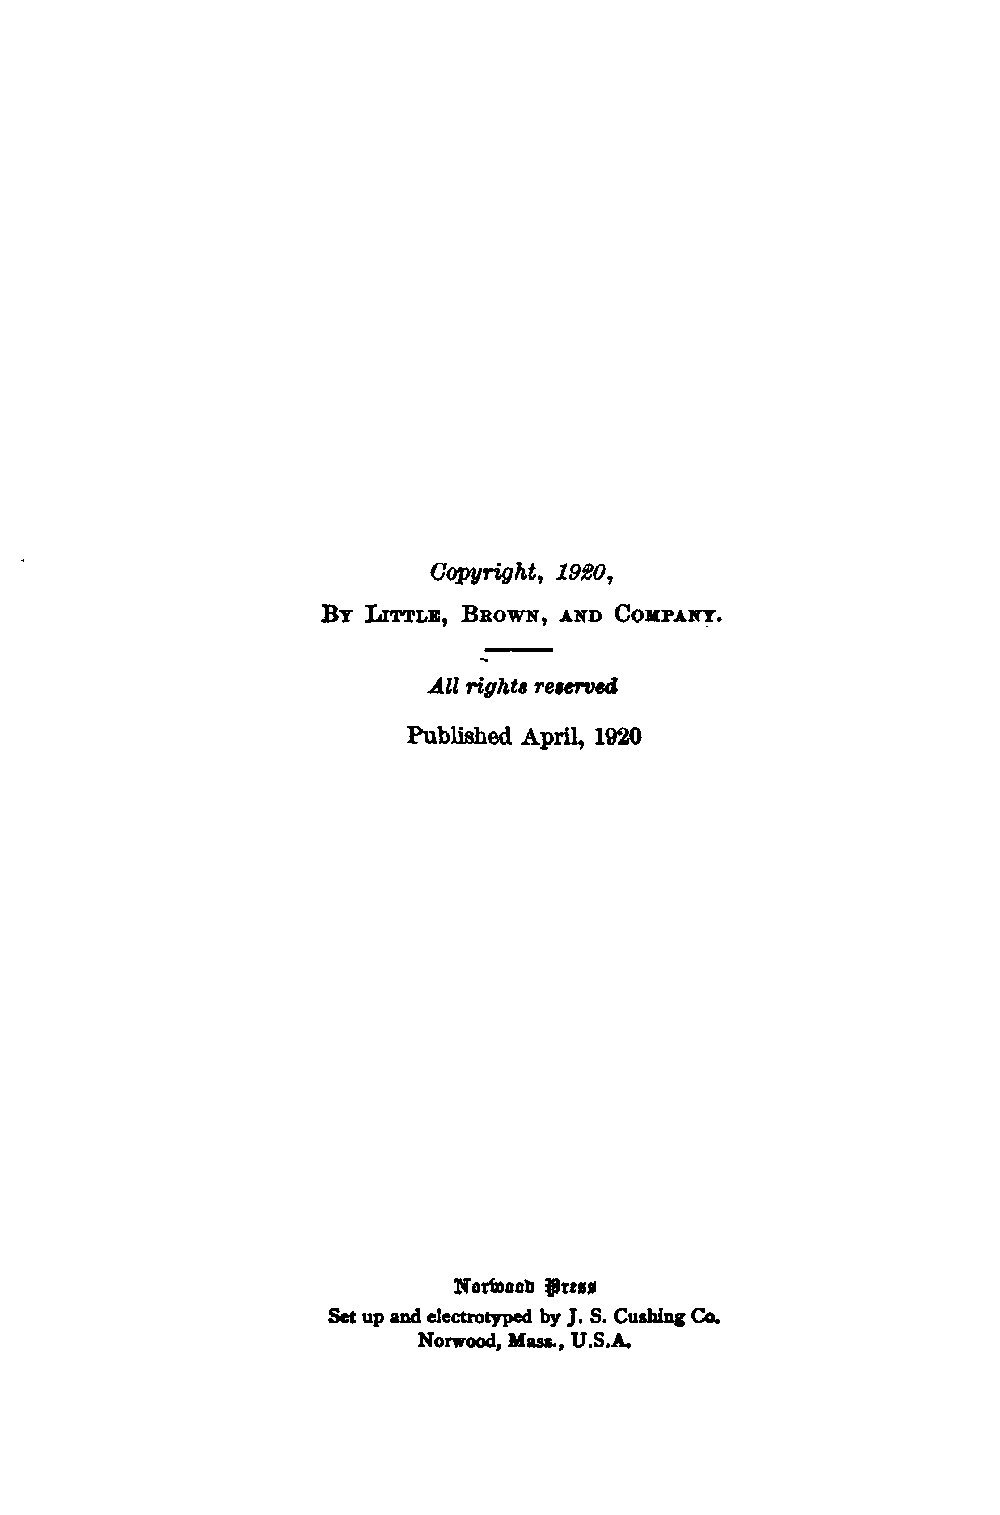 Copyright, 1920,
By Little, Brown, and Company.
All rights reserved
Published April, 1920
Norwood Press
Set up and electrotyped by J. S. Cushing Co.
Norwood, Mass., U.S.A.